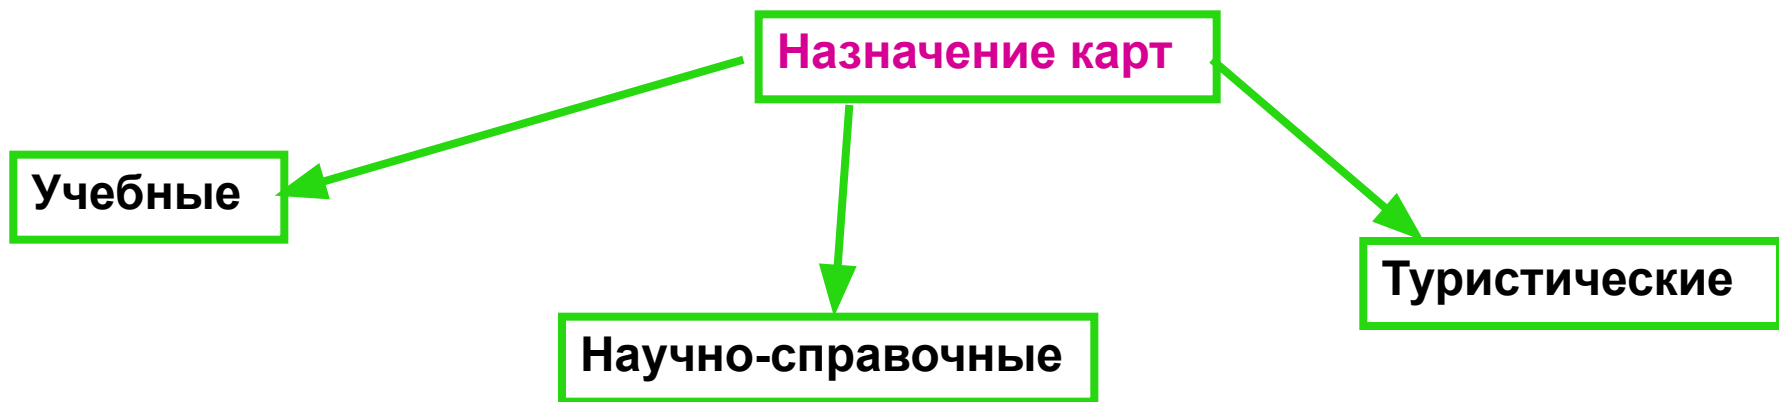 Назначение карт
Учебные
Туристические
Научно-справочные